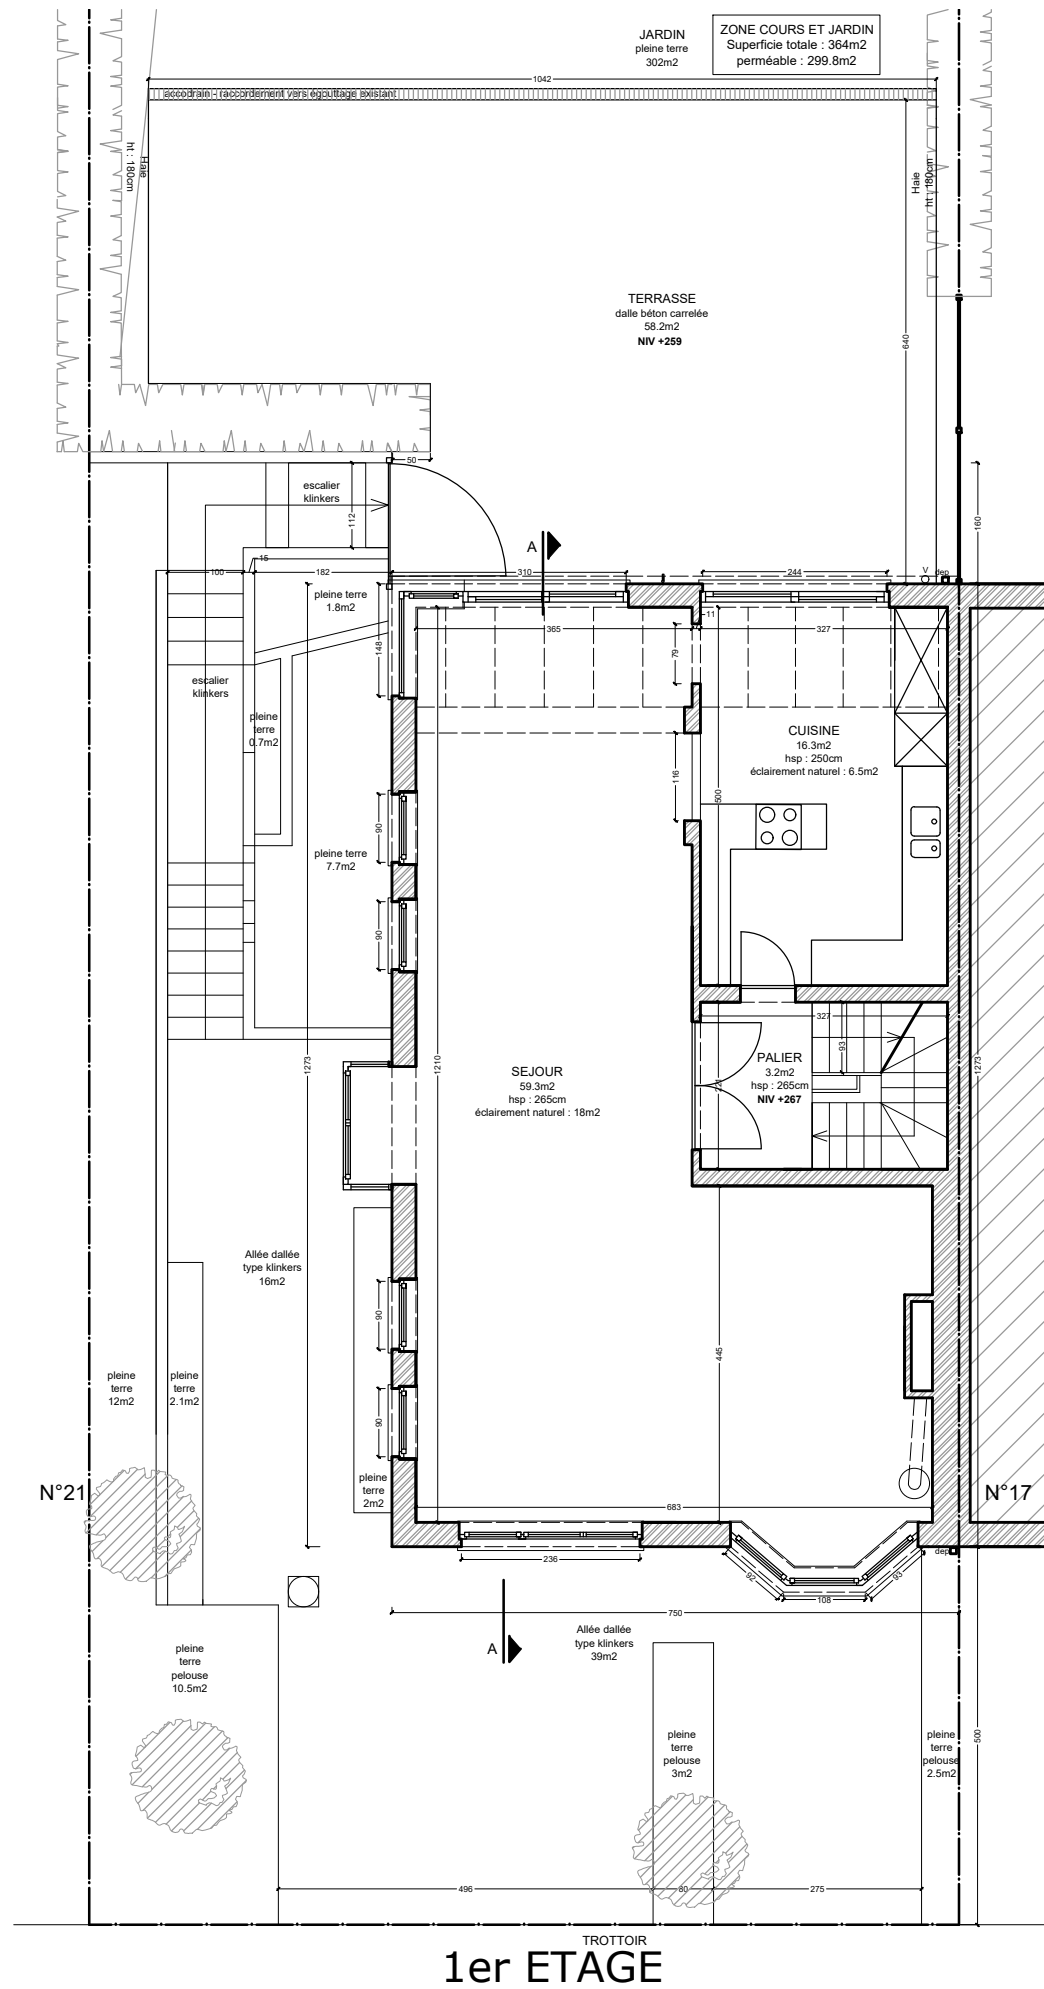 JARDIN
pleine terre
302m2
ZONE COURS ET JARDIN
Superficie totale : 364m2
perméable : 299.8m2
1042
accodrain - raccordement vers égouttage existant
Haie
ht : 180cm
Haie
ht : 180cm
TERRASSE
dalle béton carrelée
58.2m2
NIV +259
640
50
escalier
klinkers
112
160
A
15
100
182
310
244
V
dep
pleine terre
1.8m2
11
365
327
148
79
escalier
klinkers
pleine
terre
0.7m2
CUISINE
16.3m2
hsp : 250cm
éclairement naturel : 6.5m2
116
500
90
pleine terre
7.7m2
90
327
93
PALIER
3.2m2
hsp : 265cm
NIV +267
1273
1210
1273
SEJOUR
59.3m2
hsp : 265cm
éclairement naturel : 18m2
Allée dallée
type klinkers
16m2
90
445
pleine
terre
12m2
pleine
terre
2.1m2
90
pleine
terre
2m2
N°21
N°17
683
dep
236
92
93
108
750
A
Allée dallée
type klinkers
39m2
pleine
terre
pelouse
10.5m2
pleine
terre
pelouse
3m2
pleine
terre
pelouse
2.5m2
500
496
80
275
TROTTOIR
1er ETAGE